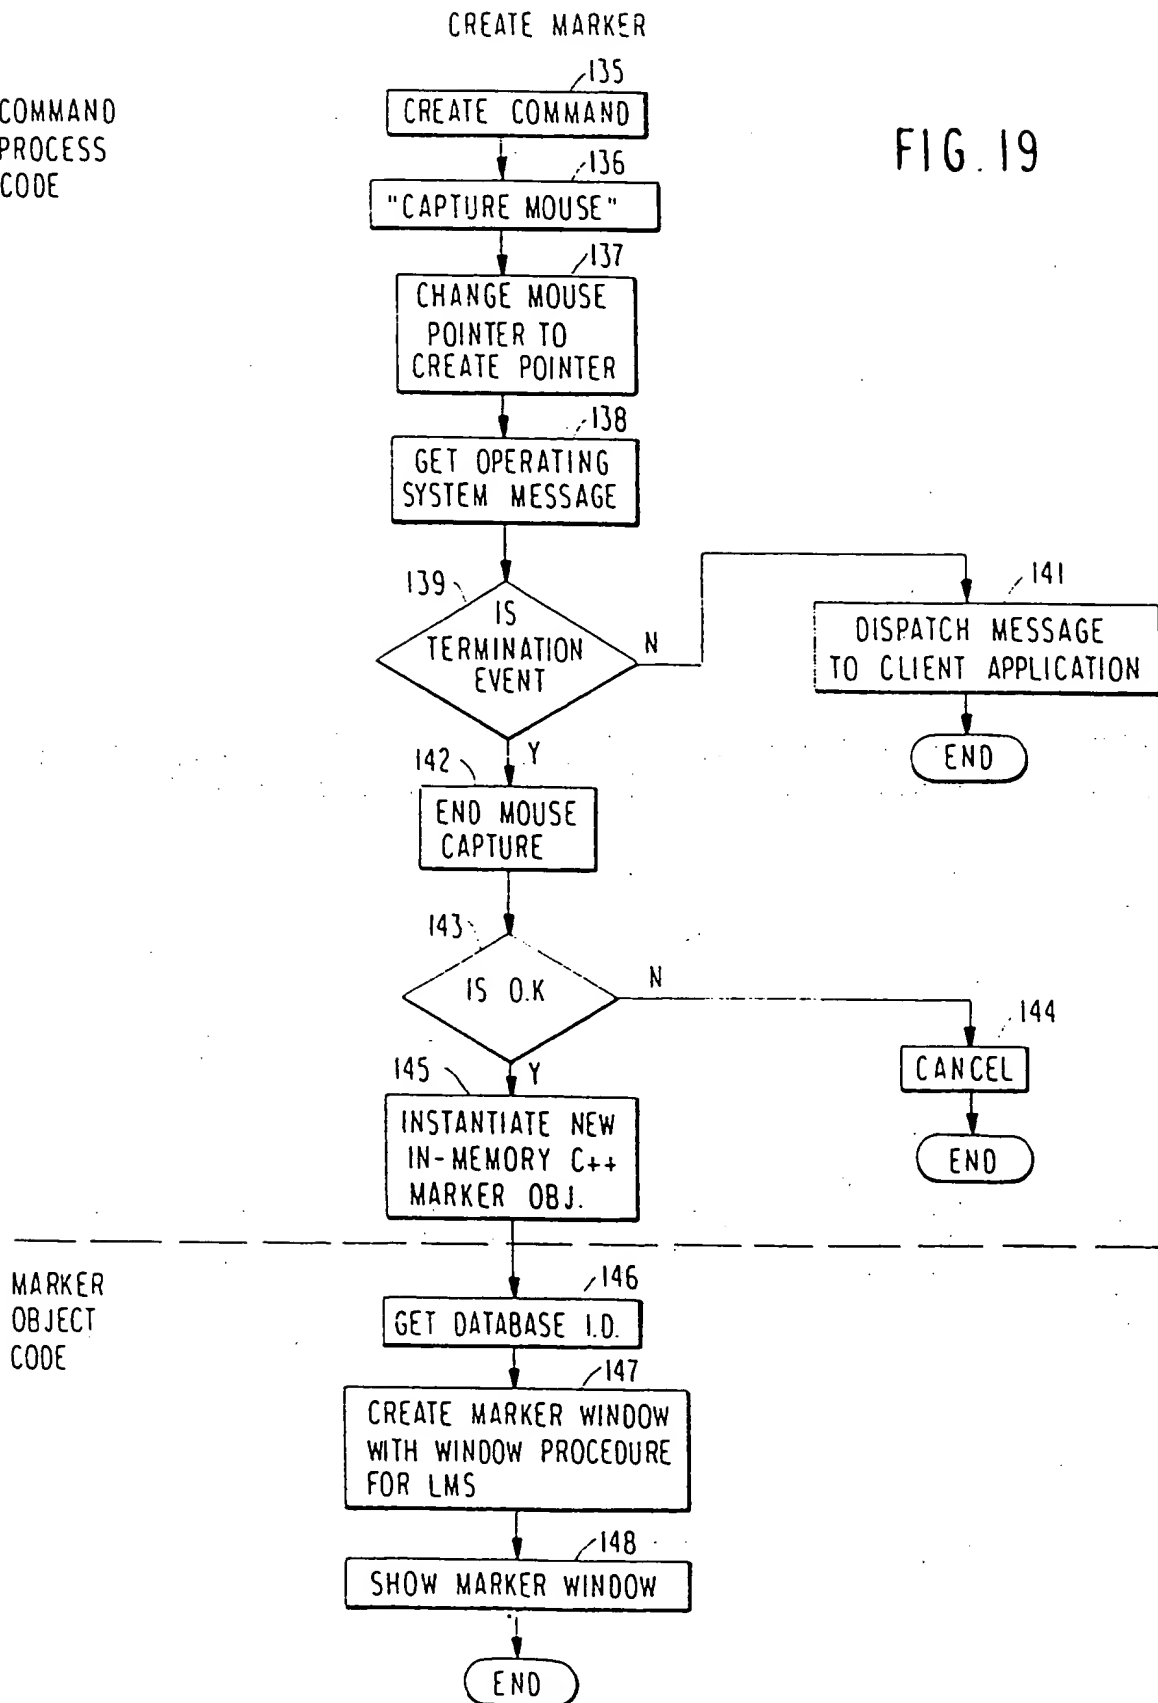 CREATE MARKER
COMMAND
PROCESS
CODE
FIG. 19
135
CREATE COMMAND
136
"CAPTURE MOUSE"
137
CHANGE MOUSE
POINTER TO
CREATE POINTER
138
GET OPERATING
SYSTEM MESSAGE
139
IS
TERMINATION
EVENT
N
Y
141
DISPATCH MESSAGE
TO CLIENT APPLICATION
END
142
END MOUSE
CAPTURE
143
IS O.K
N
Y
144
CANCEL
END
145
INSTANTIATE NEW
IN-MEMORY C++
MARKER OBJ.
MARKER
OBJECT
CODE
146
GET DATABASE I.D.
147
CREATE MARKER WINDOW
WITH WINDOW PROCEDURE
FOR LMS
148
SHOW MARKER WINDOW
END